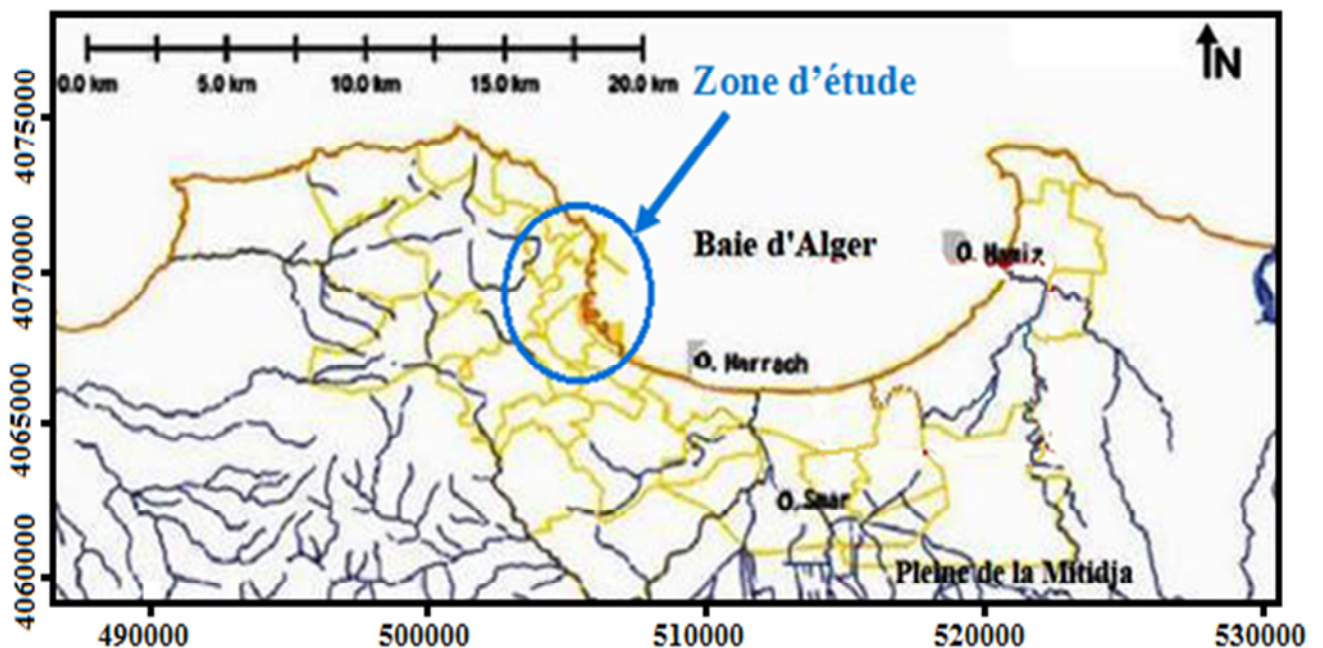 0.0 km 5.0 km 10.0 km 15.0 km 20.0 km
Zone d'étude
N
Baie d'Alger
O. Hamiz
O. Harrach
O. Smar
Pleine de la Mitidja
4075000
4070000
4065000
4060000
490000 500000 510000 520000 530000